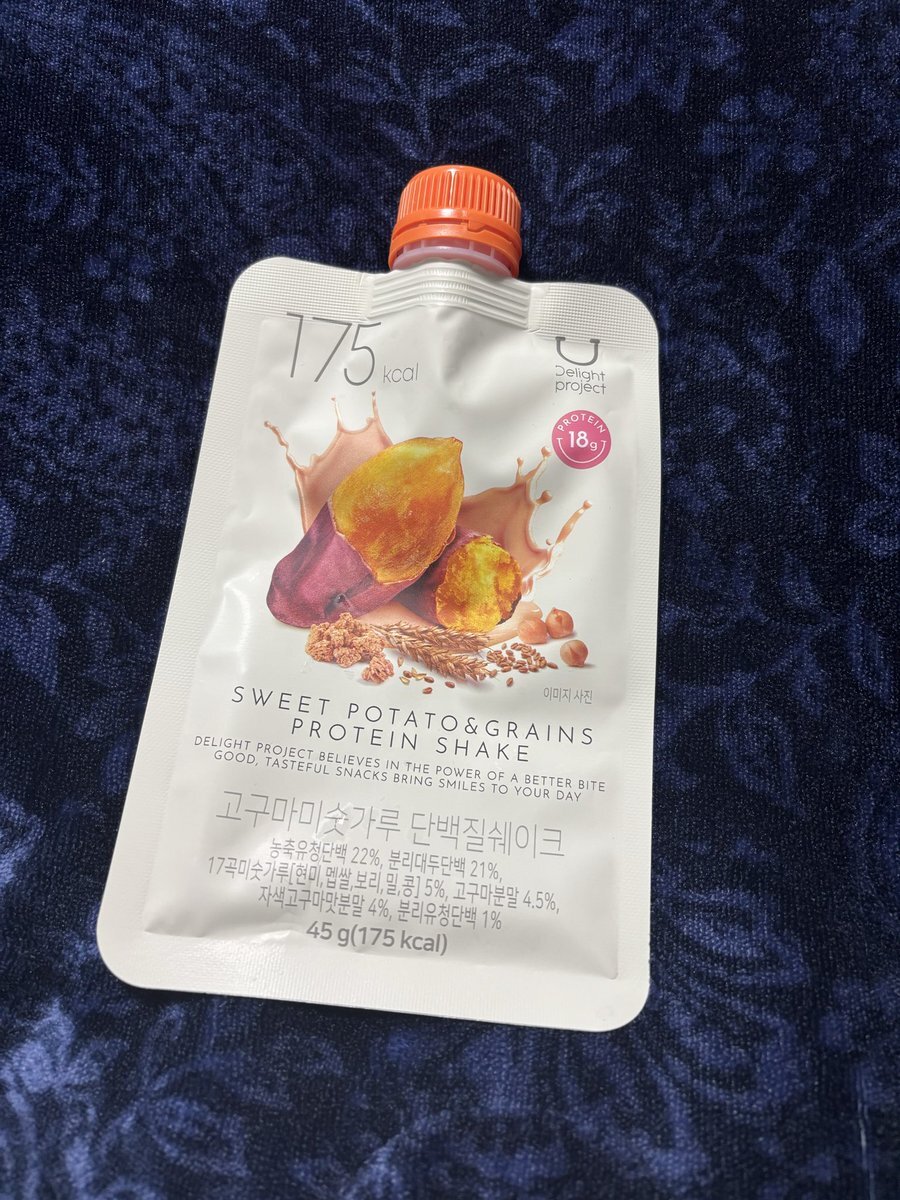 175 kcal
Delight
project
PROTEIN
18g
이미지 사진
SWEET POTATO&GRAINS
PROTEIN SHAKE
DELIGHT PROJECT BELIEVES IN THE POWER OF A BETTER BITE
GOOD, TASTEFUL SNACKS BRING SMILES TO YOUR DAY
고구마미숫가루 단백질쉐이크
농축유청단백 22%, 분리대두단백 21%,
17곡미숫가루[현미,멥쌀,보리,밀,콩] 5%, 고구마분말 4.5%,
자색고구마맛분말 4%, 분리유청단백 1%
45 g(175 kcal)